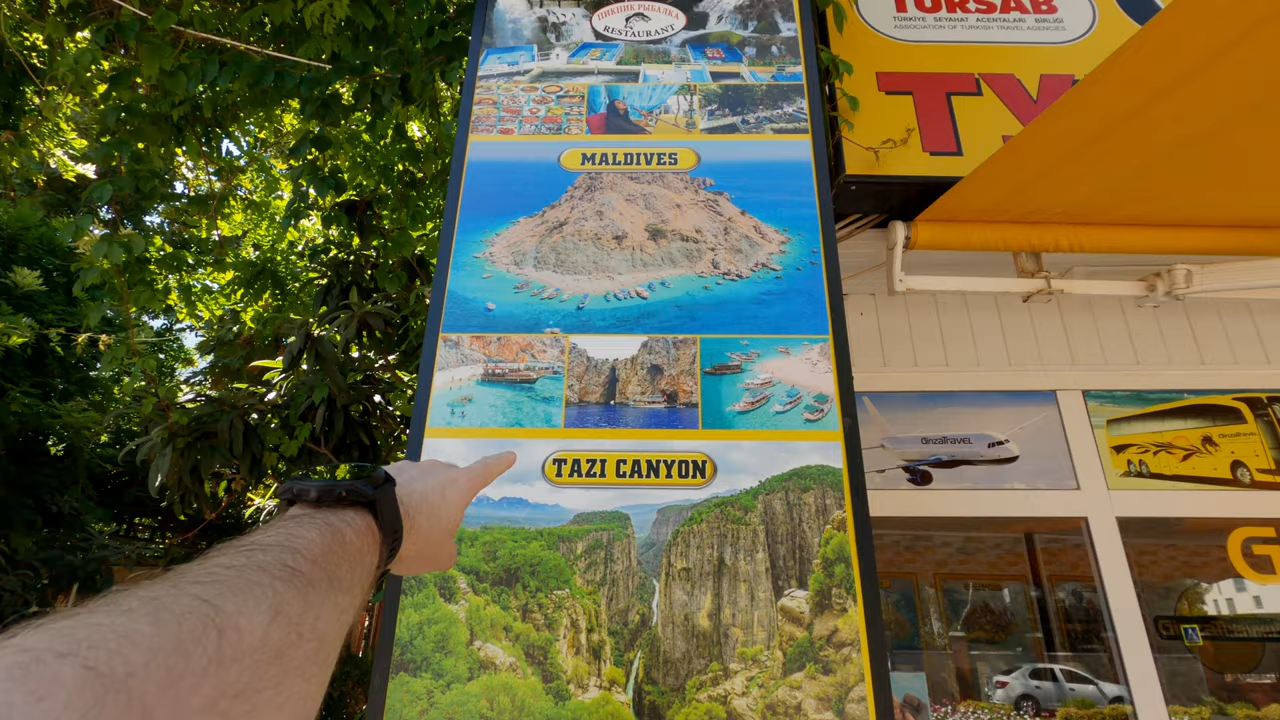 ПИКНИК РЫБАЛКА
RESTAURANT
TÜRSAB
TÜRKİYE SEYAHAT ACENTALARI BİRLİĞİ
ASSOCIATION OF TURKISH TRAVEL AGENCIES
ТУ
MALDIVES
TAZI CANYON
GinzaTravel
G